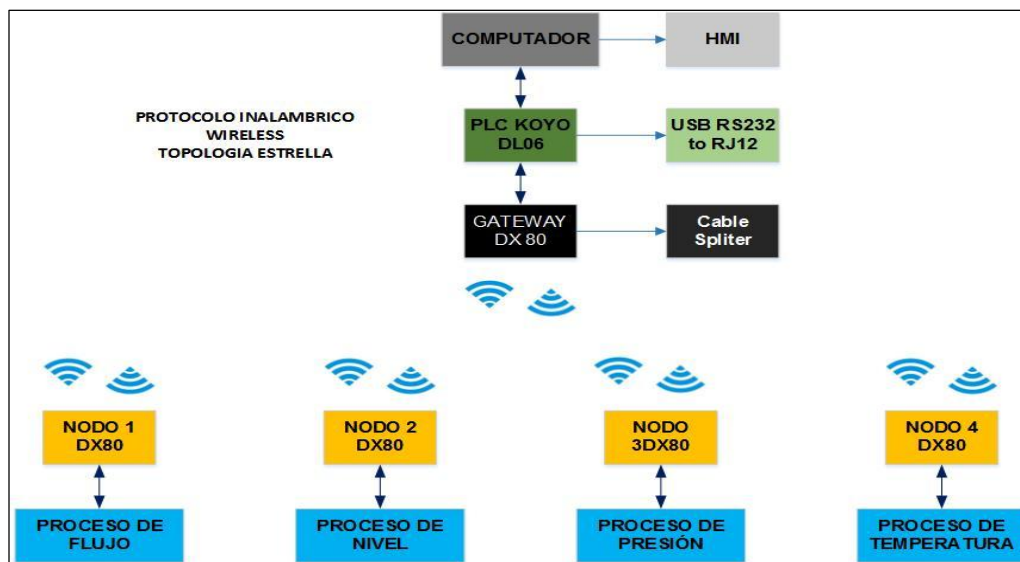 COMPUTADOR
HMI
PROTOCOLO INALAMBRICO
WIRELESS
TOPOLOGIA ESTRELLA
PLC KOYO
DL06
USB RS232
to RJ12
GATEWAY
DX 80
Cable
Spliter
NODO 1
DX80
NODO 2
DX80
NODO
3DX80
NODO 4
DX80
PROCESO DE
FLUJO
PROCESO DE
NIVEL
PROCESO DE
PRESIÓN
PROCESO DE
TEMPERATURA